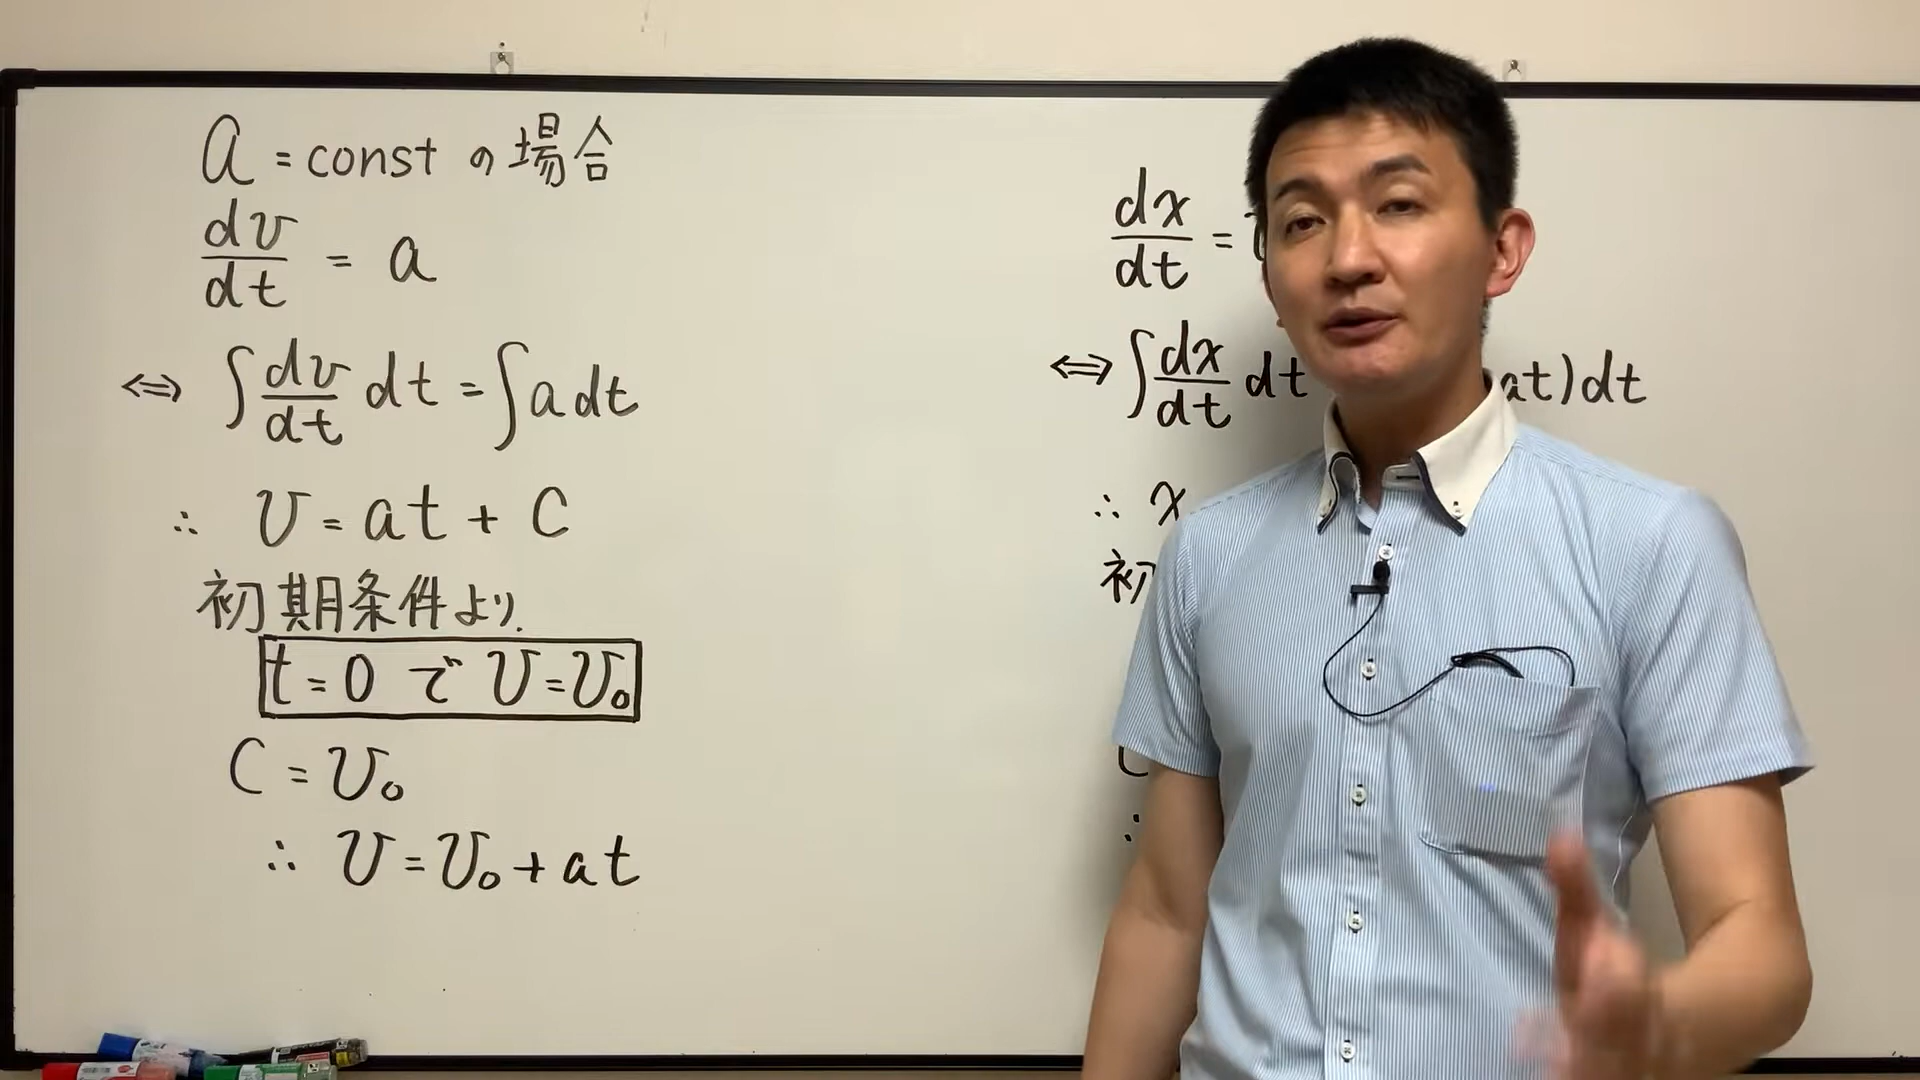 a = const の場合
dv/dt = a
⇔ ∫ dv/dt dt = ∫ a dt
∴ v = at + C
初期条件より.
t = 0 で v = v₀
C = v₀
∴ v = v₀ + at
dx/dt =
⇔ ∫ dx/dt dt at) dt
∴ x
初
∴